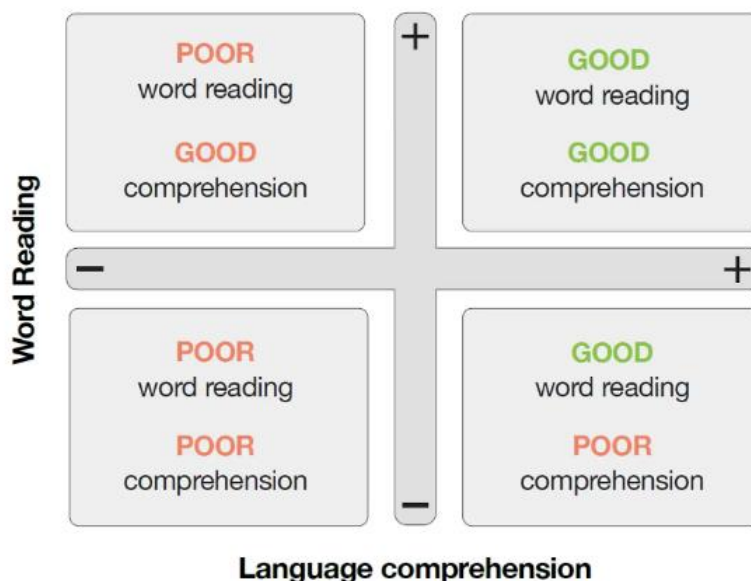 POOR
word reading
GOOD
comprehension
+
GOOD
word reading
GOOD
comprehension
Word Reading
−
+
POOR
word reading
POOR
comprehension
GOOD
word reading
POOR
comprehension
−
Language comprehension